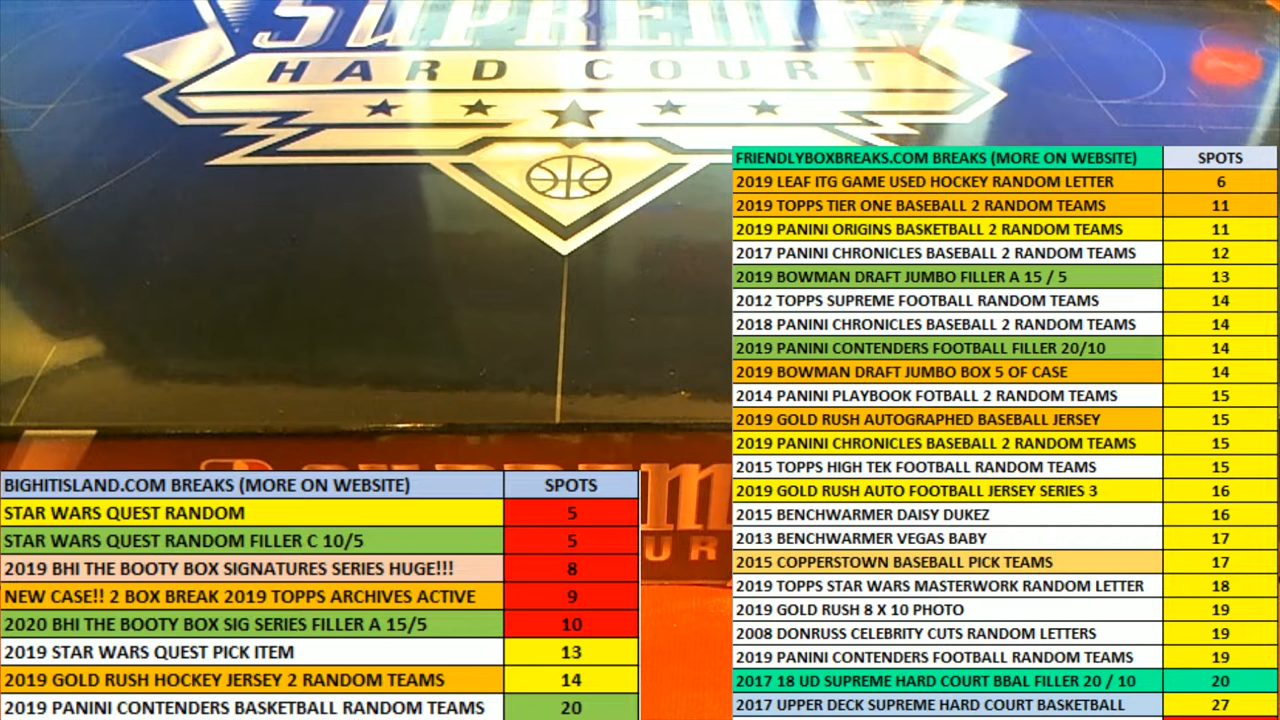 SUPREME
HARD COURT
FRIENDLYBOXBREAKS.COM BREAKS (MORE ON WEBSITE) SPOTS
2019 LEAF ITG GAME USED HOCKEY RANDOM LETTER 6
2019 TOPPS TIER ONE BASEBALL 2 RANDOM TEAMS 11
2019 PANINI ORIGINS BASKETBALL 2 RANDOM TEAMS 11
2017 PANINI CHRONICLES BASEBALL 2 RANDOM TEAMS 12
2019 BOWMAN DRAFT JUMBO FILLER A 15 / 5 13
2012 TOPPS SUPREME FOOTBALL RANDOM TEAMS 14
2018 PANINI CHRONICLES BASEBALL 2 RANDOM TEAMS 14
2019 PANINI CONTENDERS FOOTBALL FILLER 20/10 14
2019 BOWMAN DRAFT JUMBO BOX 5 OF CASE 14
2014 PANINI PLAYBOOK FOTBALL 2 RANDOM TEAMS 15
2019 GOLD RUSH AUTOGRAPHED BASEBALL JERSEY 15
2019 PANINI CHRONICLES BASEBALL 2 RANDOM TEAMS 15
2015 TOPPS HIGH TEK FOOTBALL RANDOM TEAMS 15
2019 GOLD RUSH AUTO FOOTBALL JERSEY SERIES 3 16
2015 BENCHWARMER DAISY DUKEZ 16
2013 BENCHWARMER VEGAS BABY 17
2015 COPPERSTOWN BASEBALL PICK TEAMS 17
2019 TOPPS STAR WARS MASTERWORK RANDOM LETTER 18
2019 GOLD RUSH 8 X 10 PHOTO 19
2008 DONRUSS CELEBRITY CUTS RANDOM LETTERS 19
2019 PANINI CONTENDERS FOOTBALL RANDOM TEAMS 19
2017 18 UD SUPREME HARD COURT BBAL FILLER 20 / 10 20
2017 UPPER DECK SUPREME HARD COURT BASKETBALL 27
BIGHITISLAND.COM BREAKS (MORE ON WEBSITE) SPOTS
STAR WARS QUEST RANDOM 5
STAR WARS QUEST RANDOM FILLER C 10/5 5
2019 BHI THE BOOTY BOX SIGNATURES SERIES HUGE!!! 8
NEW CASE!! 2 BOX BREAK 2019 TOPPS ARCHIVES ACTIVE 9
2020 BHI THE BOOTY BOX SIG SERIES FILLER A 15/5 10
2019 STAR WARS QUEST PICK ITEM 13
2019 GOLD RUSH HOCKEY JERSEY 2 RANDOM TEAMS 14
2019 PANINI CONTENDERS BASKETBALL RANDOM TEAMS 20